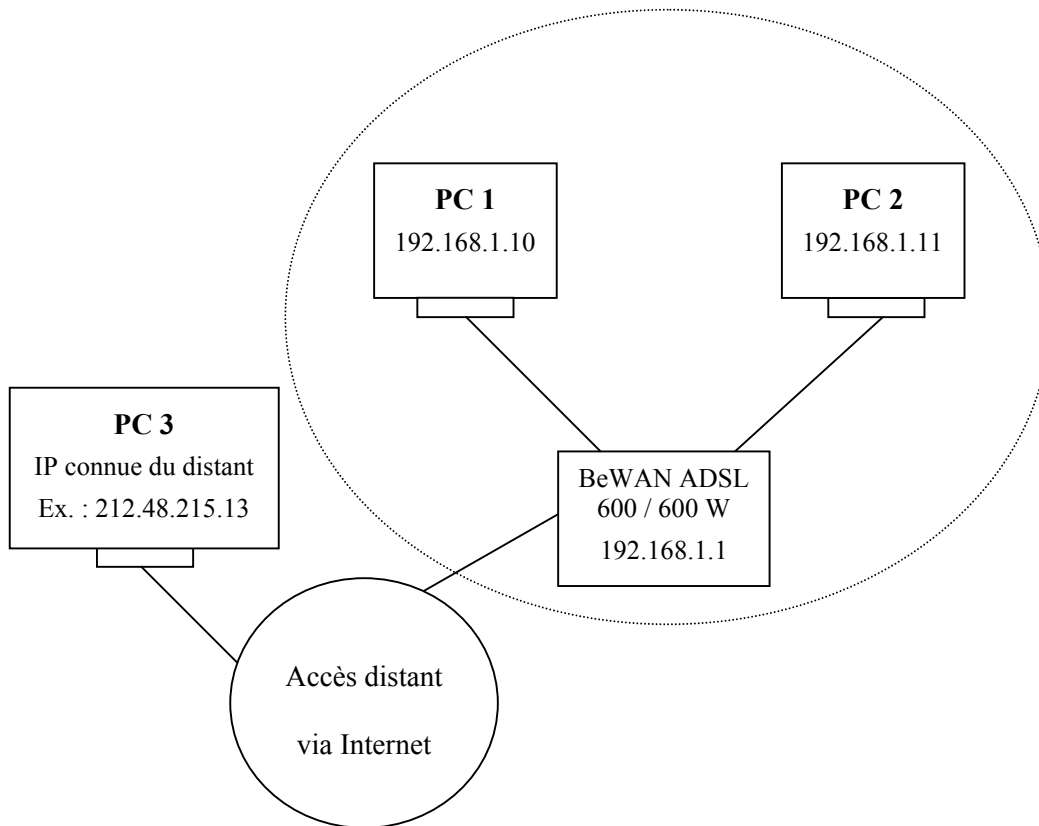 PC 1
192.168.1.10
PC 2
192.168.1.11
PC 3
IP connue du distant
Ex. : 212.48.215.13
BeWAN ADSL
600 / 600 W
192.168.1.1
Accès distant
via Internet